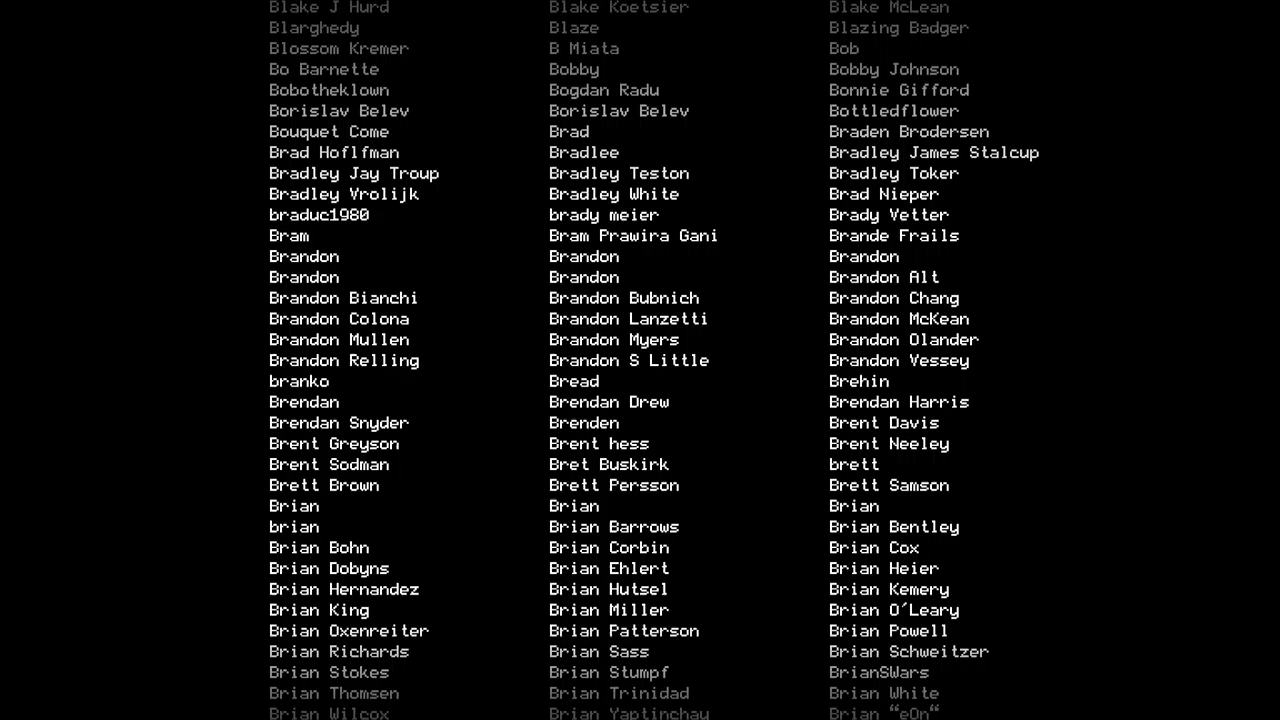 Blake J Hurd Blake Koetsier Blake McLean
Blarghedy Blaze Blazing Badger
Blossom Kremer B Miata Bob
Bo Barnette Bobby Bobby Johnson
Bobotheklown Bogdan Radu Bonnie Gifford
Borislav Belev Borislav Belev Bottledflower
Bouquet Come Brad Braden Brodersen
Brad Hoflfman Bradlee Bradley James Stalcup
Bradley Jay Troup Bradley Teston Bradley Toker
Bradley Vrolijk Bradley White Brad Nieper
braduc1980 brady meier Brady Vetter
Bram Bram Prawira Gani Brande Frails
Brandon Brandon Brandon
Brandon Brandon Brandon Alt
Brandon Bianchi Brandon Bubnich Brandon Chang
Brandon Colona Brandon Lanzetti Brandon McKean
Brandon Mullen Brandon Myers Brandon Olander
Brandon Relling Brandon S Little Brandon Vessey
branko Bread Brehin
Brendan Brendan Drew Brendan Harris
Brendan Snyder Brenden Brent Davis
Brent Greyson Brent hess Brent Neeley
Brent Sodman Bret Buskirk brett
Brett Brown Brett Persson Brett Samson
Brian Brian Brian
brian Brian Barrows Brian Bentley
Brian Bohn Brian Corbin Brian Cox
Brian Dobyns Brian Ehlert Brian Heier
Brian Hernandez Brian Hutsel Brian Kemery
Brian King Brian Miller Brian O´Leary
Brian Oxenreiter Brian Patterson Brian Powell
Brian Richards Brian Sass Brian Schweitzer
Brian Stokes Brian Stumpf BrianSWars
Brian Thomsen Brian Trinidad Brian White
Brian Wilcox Brian Yaptinchay Brian “eOn“